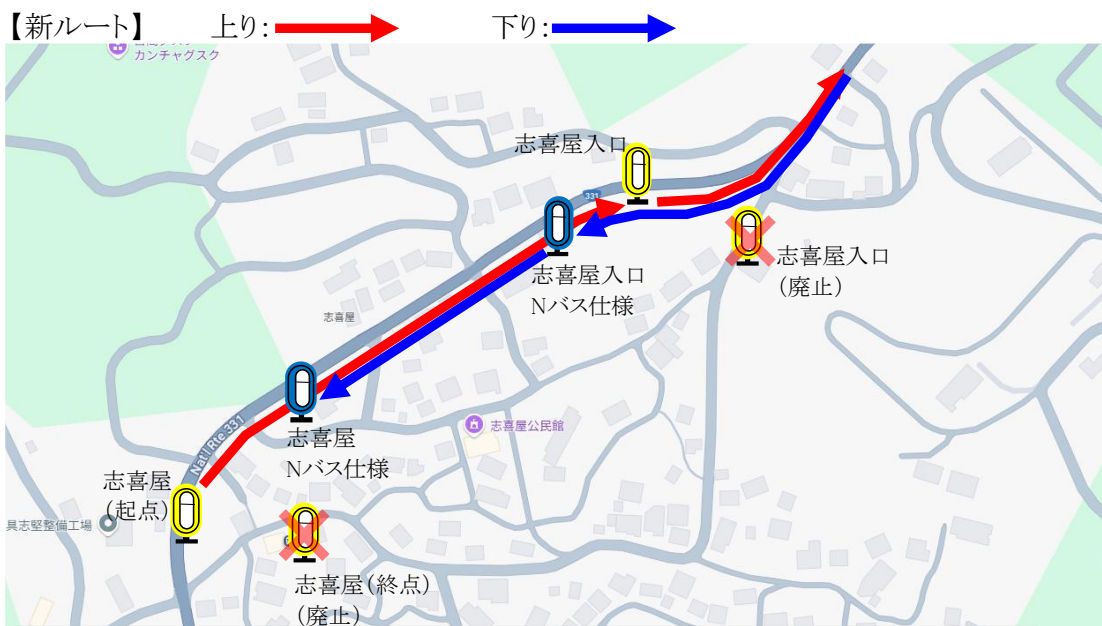 【新ルート】 上り: 下り:
カンチャグスク
志喜屋入口
331
志喜屋入口
(廃止)
志喜屋入口
Nバス仕様
志喜屋
志喜屋公民館
Nat'l Rte 331
志喜屋
Nバス仕様
志喜屋
(起点)
具志堅整備工場
志喜屋(終点)
(廃止)